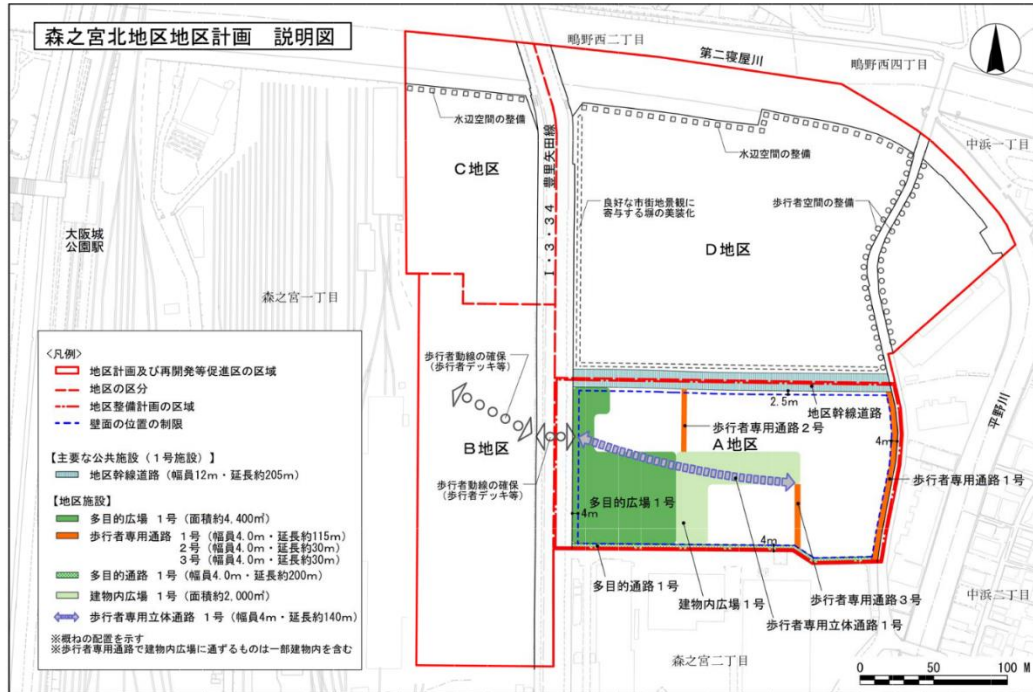 森之宮北地区地区計画 説明図
鴫野西二丁目
第二寝屋川
鴫野西四丁目
水辺空間の整備
水辺空間の整備
中浜一丁目
C地区
Ⅰ・3・34 豊里矢田線
良好な市街地景観に
寄与する塀の美装化
歩行者空間の整備
大阪城
公園駅
D地区
森之宮一丁目
<凡例>
地区計画及び再開発等促進区の区域
地区の区分
地区整備計画の区域
壁面の位置の制限
【主要な公共施設(1号施設)】
地区幹線道路(幅員12m・延長約205m)
【地区施設】
多目的広場 1号(面積約4,400㎡)
歩行者専用通路 1号(幅員4.0m・延長約115m)
2号(幅員4.0m・延長約30m)
3号(幅員4.0m・延長約30m)
多目的通路 1号(幅員4.0m・延長約200m)
建物内広場 1号(面積約2,000㎡)
歩行者専用立体通路 1号(幅員4m・延長約140m)
※概ねの配置を示す
※歩行者専用通路で建物内広場に通ずるものは一部建物内を含む
歩行者動線の確保
(歩行者デッキ等)
B地区
歩行者動線の確保
(歩行者デッキ等)
2.5m
地区幹線道路
平野川
歩行者専用通路2号
A地区
4m
歩行者専用通路1号
多目的広場1号
4m
4m
多目的通路1号
建物内広場1号
歩行者専用通路3号
歩行者専用立体通路1号
中浜二丁目
森之宮二丁目
0 50 100 M